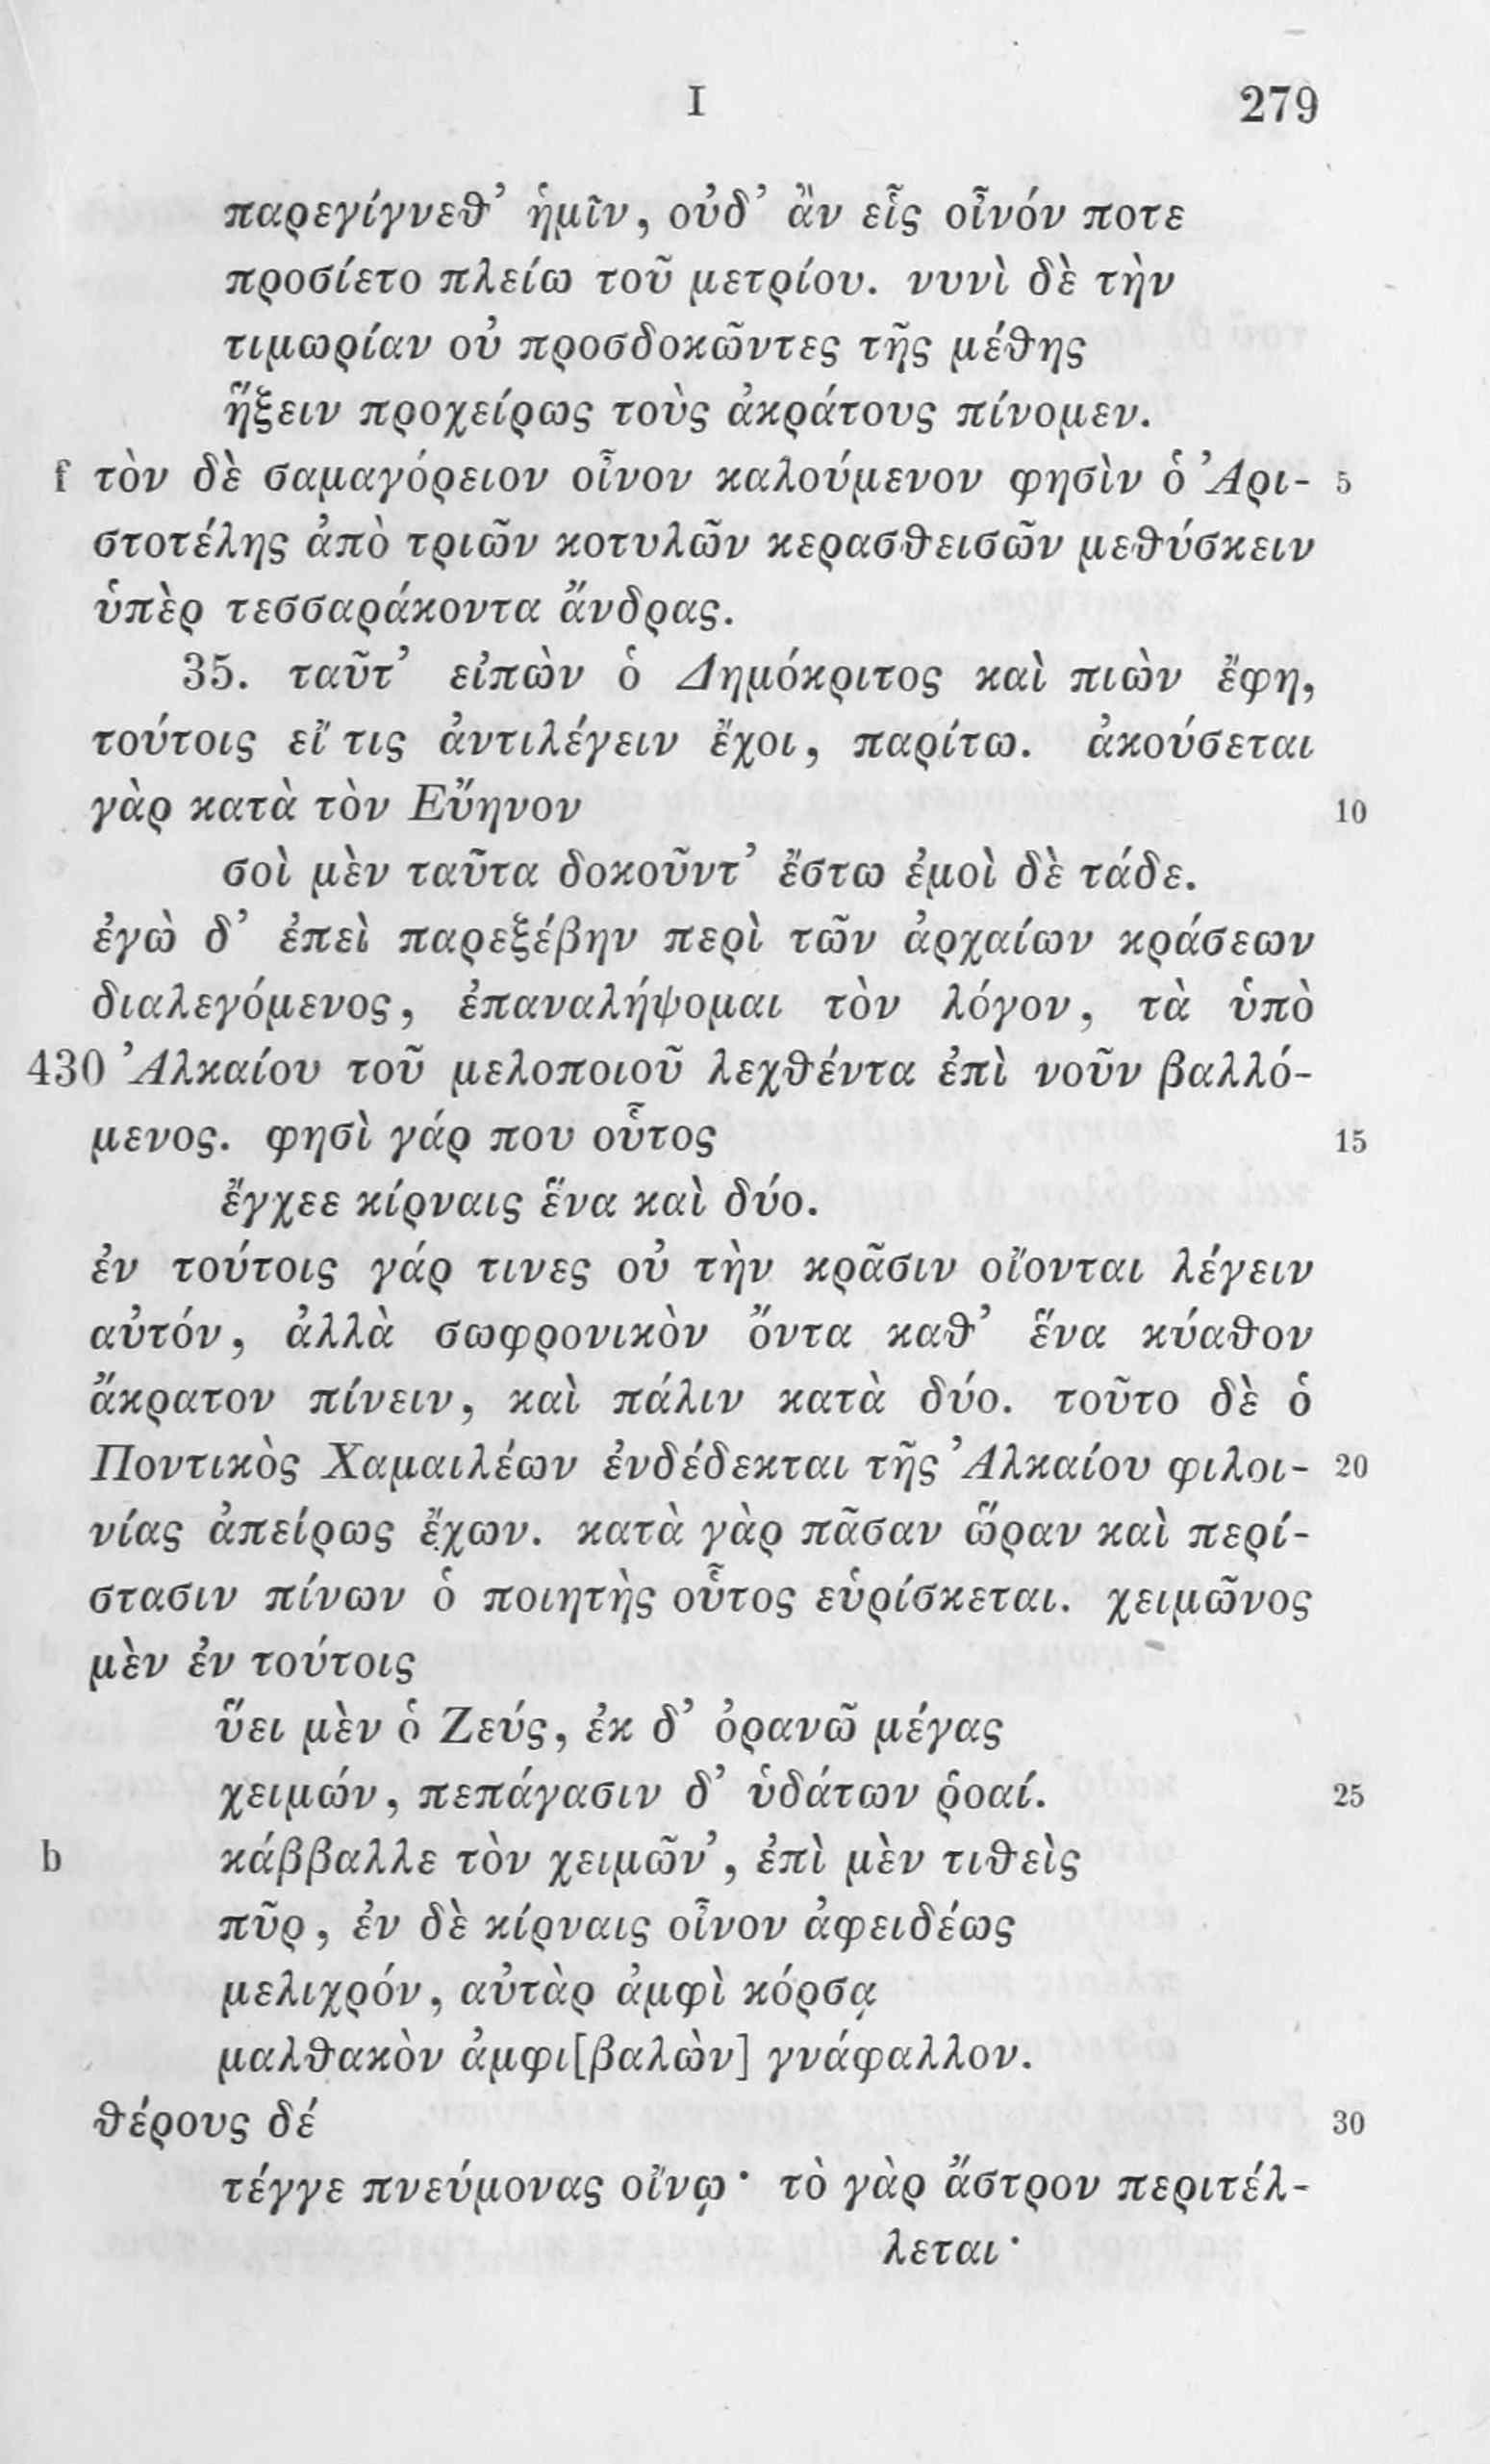 I 279
παρεγίγνεθ’ ἡμῖν, οὐδ’ ἂν εἷς οἶνόν ποτε
προσίετο πλείω τοῦ μετρίου. νυνὶ δὲ τὴν
τιμωρίαν οὐ προσδοκῶντες τῆς μέθης
ἥξειν προχείρως τοὺς ἀκράτους πίνομεν.
f τὸν δὲ σαμαγόρειον οἶνον καλούμενον φησὶν ὁ Ἀρι- 5
στοτέλης ἀπὸ τριῶν κοτυλῶν κερασθεισῶν μεθύσκειν
ὑπὲρ τεσσαράκοντα ἄνδρας.
35. ταῦτ’ εἰπὼν ὁ Δημόκριτος καὶ πιὼν ἔφη,
τούτοις εἴ τις ἀντιλέγειν ἔχοι, παρίτω. ἀκούσεται
γὰρ κατὰ τὸν Εὔηνον 10
σοὶ μὲν ταῦτα δοκοῦντ’ ἔστω ἐμοὶ δὲ τάδε.
ἐγὼ δ’ ἐπεὶ παρεξέβην περὶ τῶν ἀρχαίων κράσεων
διαλεγόμενος, ἐπαναλήψομαι τὸν λόγον, τὰ ὑπὸ
430 Ἀλκαίου τοῦ μελοποιοῦ λεχθέντα ἐπὶ νοῦν βαλλό-
μενος. φησὶ γάρ που οὗτος 15
ἔγχεε κίρναις ἕνα καὶ δύο.
ἐν τούτοις γάρ τινες οὐ τὴν κρᾶσιν οἴονται λέγειν
αὐτόν, ἀλλὰ σωφρονικὸν ὄντα καθ’ ἕνα κύαθον
ἄκρατον πίνειν, καὶ πάλιν κατὰ δύο. τοῦτο δὲ ὁ
Ποντικὸς Χαμαιλέων ἐνδέδεκται τῆς Ἀλκαίου φιλοι- 20
νίας ἀπείρως ἔχων. κατὰ γὰρ πᾶσαν ὥραν καὶ περί-
στασιν πίνων ὁ ποιητὴς οὗτος εὑρίσκεται. χειμῶνος
μὲν ἐν τούτοις
ὕει μὲν ὁ Ζεύς, ἐκ δ’ ὀρανῶ μέγας
χειμών, πεπάγασιν δ’ ὑδάτων ῥοαί. 25
b κάββαλλε τὸν χειμῶν’, ἐπὶ μὲν τιθεὶς
πῦρ, ἐν δὲ κίρναις οἶνον ἀφειδέως
μελιχρόν, αὐτὰρ ἀμφὶ κόρσᾳ
μαλθακὸν ἀμφι[βαλὼν] γνάφαλλον.
θέρους δέ 30
τέγγε πνεύμονας οἴνῳ· τὸ γὰρ ἄστρον περιτέλ-
λεται·